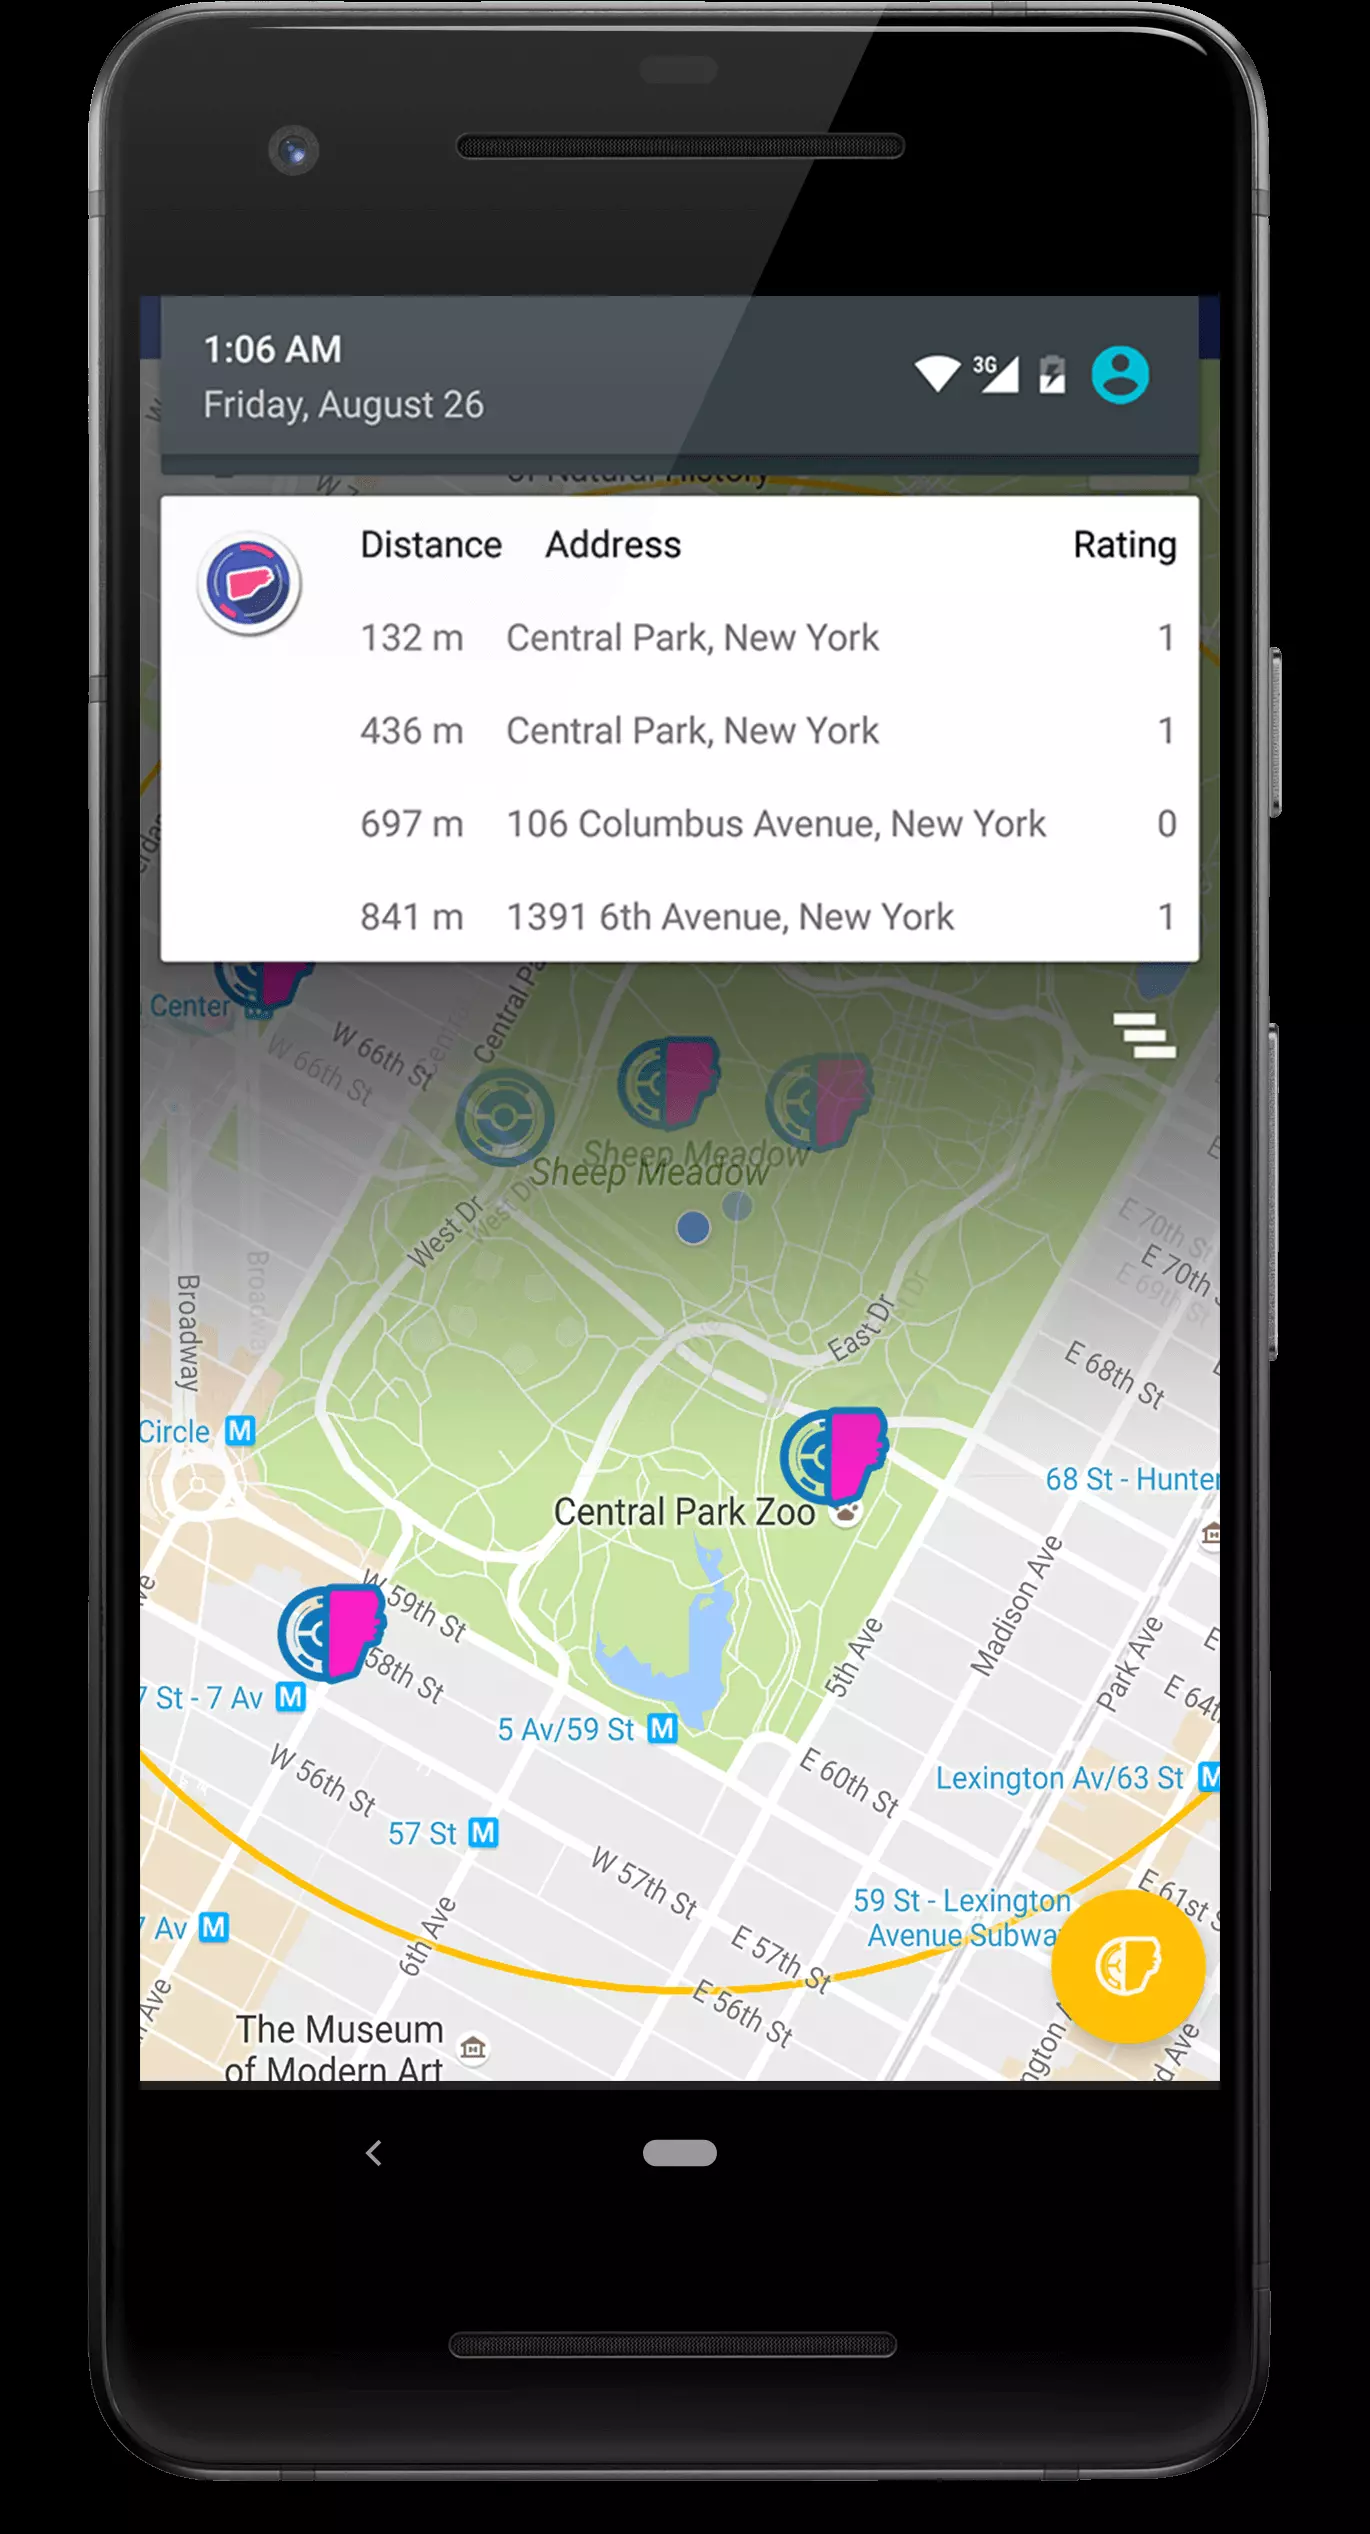 1:06 AM
3G
Friday, August 26
of Natural History
Distance Address Rating
132 m Central Park, New York 1
436 m Central Park, New York 1
697 m 106 Columbus Avenue, New York 0
841 m 1391 6th Avenue, New York 1
Center
Central
W 66th St
W 66th St
Sheep Meadow
Sheep Meadow
West Dr
West Dr
E 70th St
E 70th
E 69th St
Broadway
Broadway
East Dr
E 68th St
Circle M
68 St - Hunter
Central Park Zoo
Madison Ave
W 59th St
58th St
5th Ave
Park Ave
E 64th
7 St - 7 Av M
5 Av/59 St M
W 56th St
E 60th St
Lexington Av/63 St M
57 St M
W 57th St
E 61st S
59 St - Lexington
Avenue Subwa
7 Av M
6th Ave
E 57th St
E 56th St
Ave
The Museum
of Modern Art
ngton
d Ave